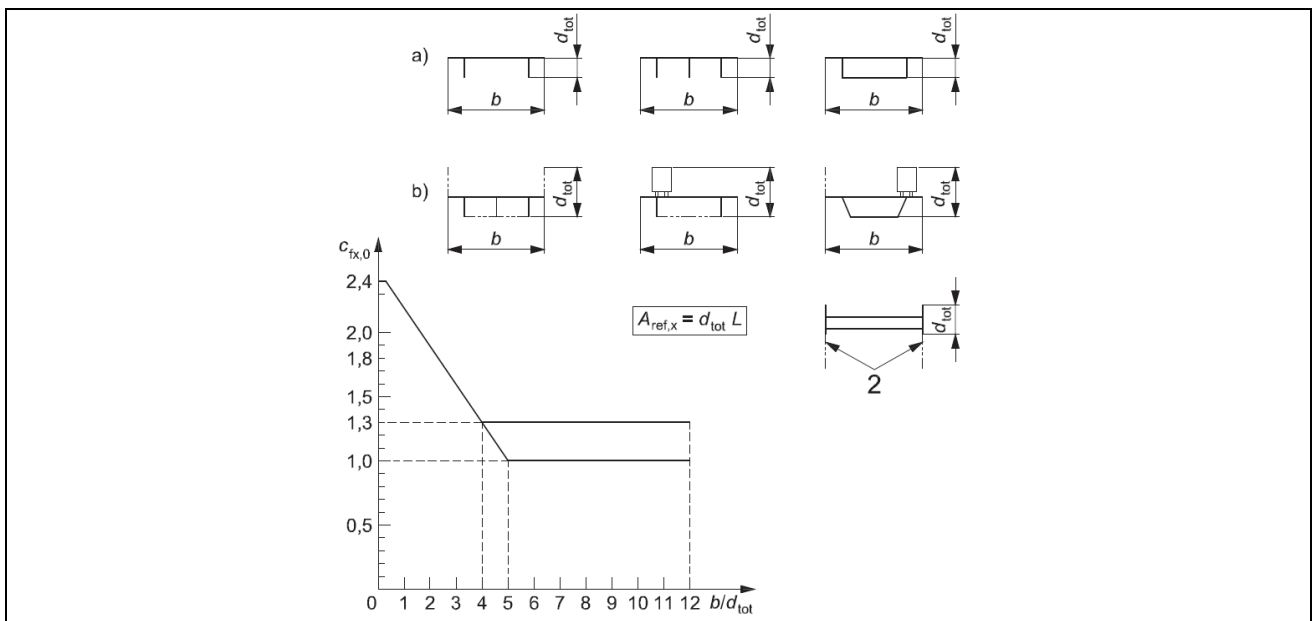 a)
d_tot
d_tot
d_tot
b
b
b
b)
d_tot
d_tot
d_tot
b
b
b
c_fx,0
A_ref,x = d_tot L
d_tot
2
2,4
2,0
1,8
1,5
1,3
1,0
0,5
0 1 2 3 4 5 6 7 8 9 10 11 12 b/d_tot